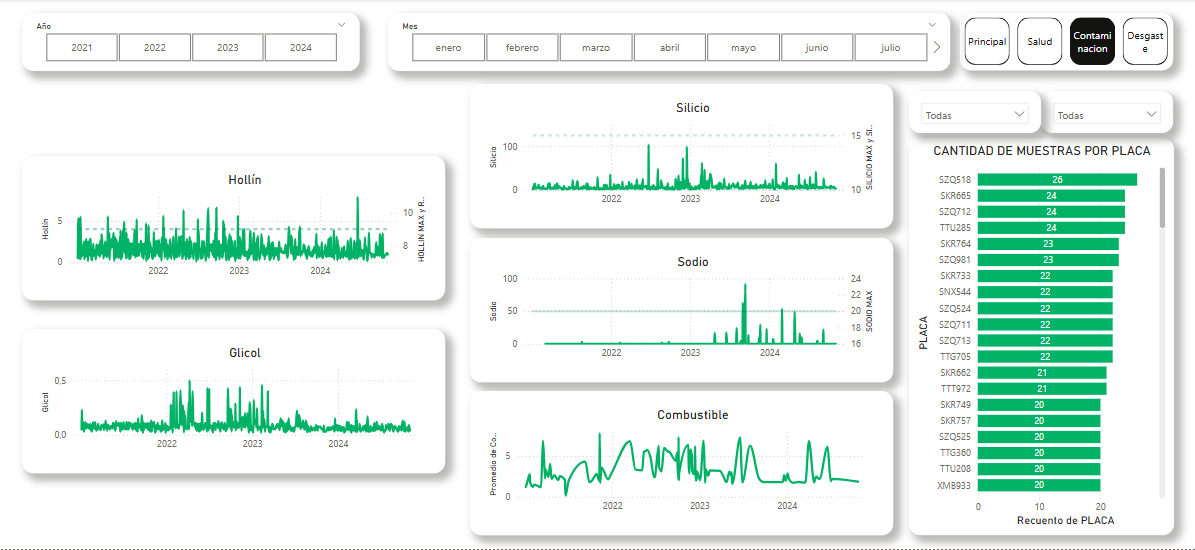 Año
2021
2022
2023
2024
Mes
enero
febrero
marzo
abril
mayo
junio
julio
Principal
Salud
Contami
nacion
Desgast
e
Todas
Todas
Hollín
Hollín
5
0
10
8
HOLLIN MAX y R...
2022
2023
2024
Glicol
Glicol
0,5
0,0
2022
2023
2024
Silicio
Silicio
100
0
15
10
SILICIO MAX y SI...
2022
2023
2024
Sodio
Sodio
100
50
0
24
22
20
18
16
SODIO MAX
2022
2023
2024
Combustible
Promedio de Co...
5
0
2022
2023
2024
CANTIDAD DE MUESTRAS POR PLACA
PLACA
SZQ518 26
SKR665 24
SZQ712 24
TTU285 24
SKR764 23
SZQ981 23
SKR733 22
SNX544 22
SZQ524 22
SZQ711 22
SZQ713 22
TTG705 22
SKR662 21
TTT972 21
SKR749 20
SKR757 20
SZQ525 20
TTG360 20
TTU208 20
XMB933 20
0 10 20
Recuento de PLACA